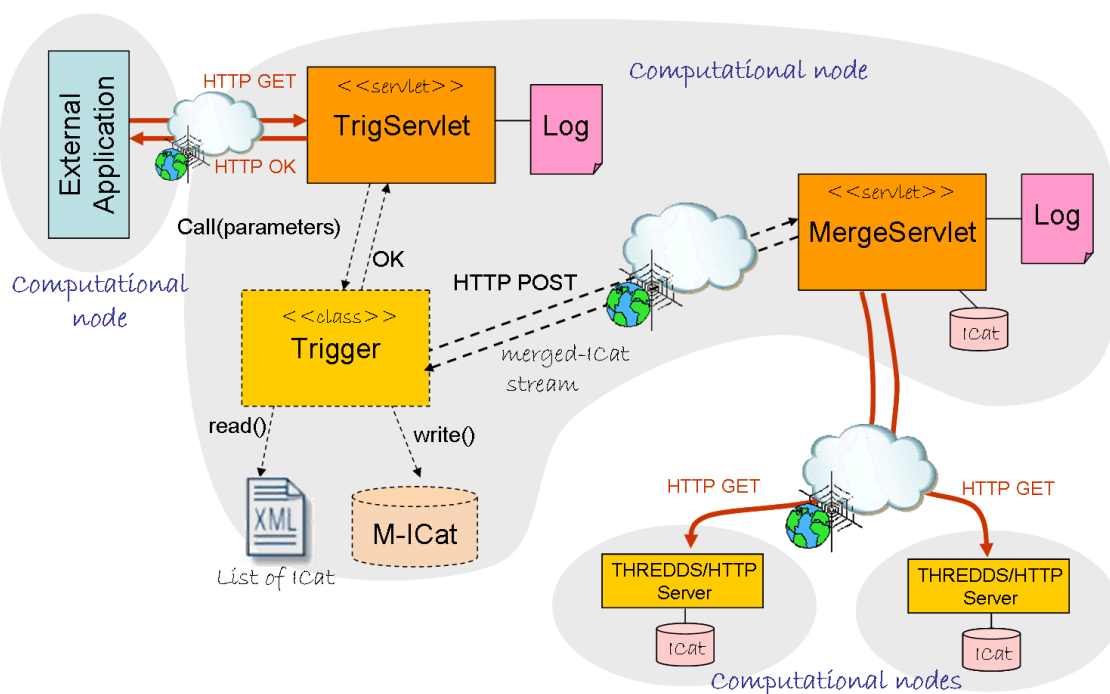 Computational node
HTTP GET
<<servlet>>
TrigServlet
Log
External
Application
HTTP OK
<<servlet>>
MergeServlet
Log
Call(parameters)
OK
Computational
node
HTTP POST
<<class>>
Trigger
ICat
merged-ICat
stream
read()
write()
XML
M-ICat
List of ICat
HTTP GET
HTTP GET
THREDDS/HTTP
Server
THREDDS/HTTP
Server
ICat
ICat
Computational nodes